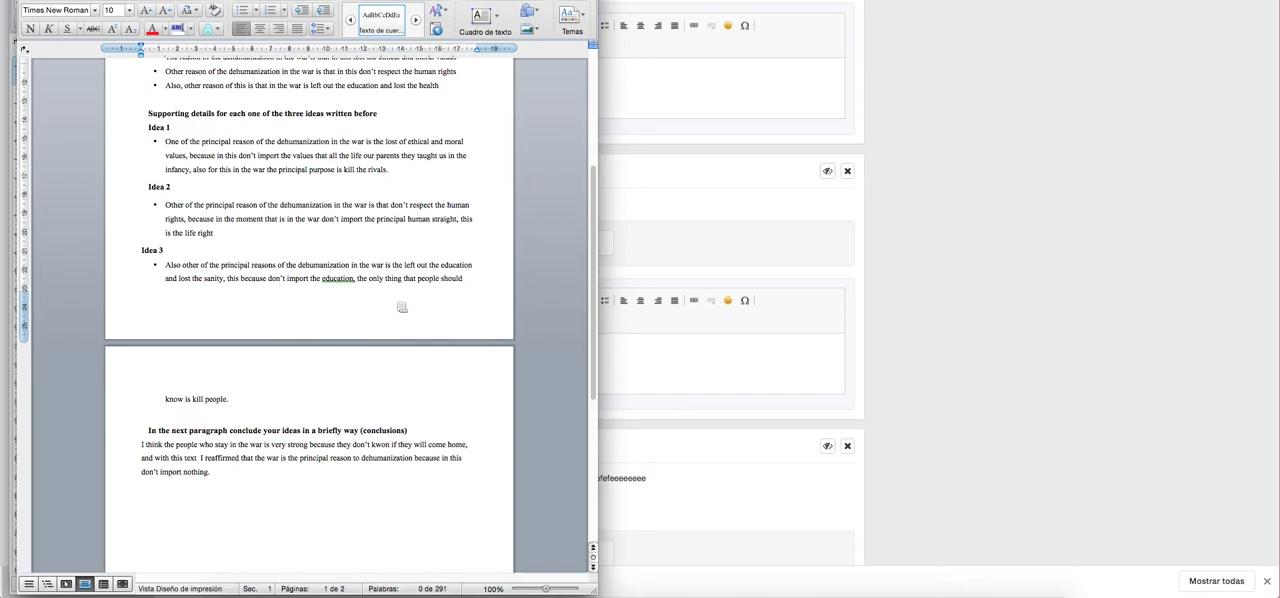 Times New Roman
10
AaBbCcDdEe
Texto de cuer...
Cuadro de texto
Temas
Other reason of the dehumanization in the war is that in this don't respect the human rights
Also, other reason of this is that in the war is left out the education and lost the health
Supporting details for each one of the three ideas written before
Idea 1
One of the principal reason of the dehumanization in the war is the lost of ethical and moral
values, because in this don't import the values that all the life our parents they taught us in the
infancy, also for this in the war the principal purpose is kill the rivals.
Idea 2
Other of the principal reason of the dehumanization in the war is that don't respect the human
rights, because in the moment that is in the war don't import the principal human straight, this
is the life right
Idea 3
Also other of the principal reasons of the dehumanization in the war is the left out the education
and lost the sanity, this because don't import the education, the only thing that people should
know is kill people.
In the next paragraph conclude your ideas in a briefly way (conclusions)
I think the people who stay in the war is very strong because they don't kwon if they will come home,
and with this text I reaffirmed that the war is the principal reason to dehumanization because in this
don't import nothing.
Vista Diseño de impresión
Sec. 1
Páginas: 1 de 2
Palabras: 0 de 291
100%
Mostrar todas